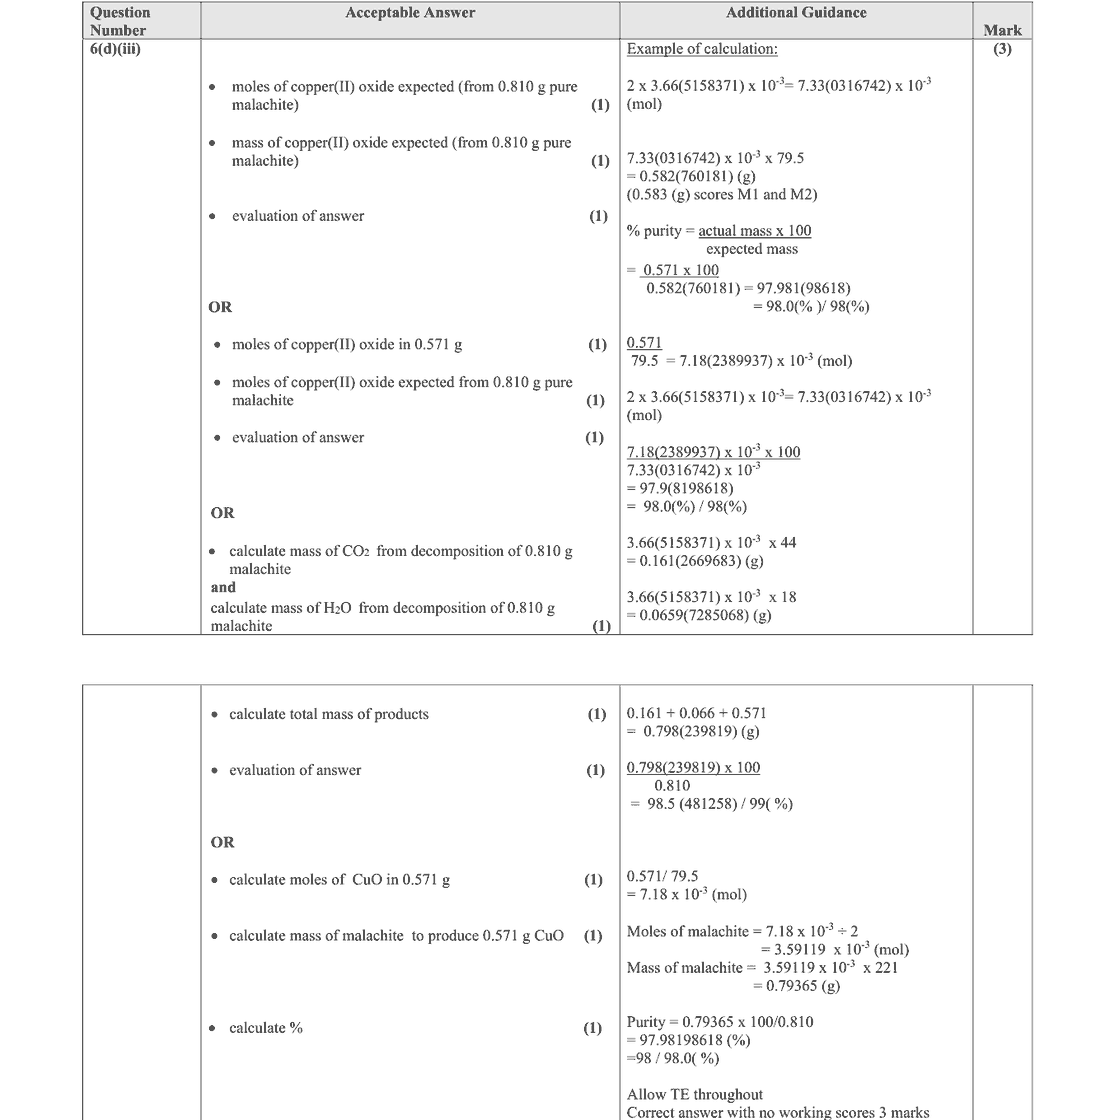 Question Number
Acceptable Answer
Additional Guidance
Mark
6(d)(iii)
(3)
Example of calculation:
• moles of copper(II) oxide expected (from 0.810 g pure
malachite) (1)
2 x 3.66(5158371) x 10⁻³= 7.33(0316742) x 10⁻³
(mol)
• mass of copper(II) oxide expected (from 0.810 g pure
malachite) (1)
7.33(0316742) x 10⁻³ x 79.5
= 0.582(760181) (g)
(0.583 (g) scores M1 and M2)
• evaluation of answer (1)
% purity = actual mass x 100
expected mass
= 0.571 x 100
0.582(760181) = 97.981(98618)
= 98.0(% )/ 98(%)
OR
• moles of copper(II) oxide in 0.571 g (1)
0.571
79.5 = 7.18(2389937) x 10⁻³ (mol)
• moles of copper(II) oxide expected from 0.810 g pure
malachite (1)
2 x 3.66(5158371) x 10⁻³= 7.33(0316742) x 10⁻³
(mol)
• evaluation of answer (1)
7.18(2389937) x 10⁻³ x 100
7.33(0316742) x 10⁻³
= 97.9(8198618)
= 98.0(%) / 98(%)
OR
• calculate mass of CO₂ from decomposition of 0.810 g
malachite
3.66(5158371) x 10⁻³ x 44
= 0.161(2669683) (g)
and
calculate mass of H₂O from decomposition of 0.810 g
malachite (1)
3.66(5158371) x 10⁻³ x 18
= 0.0659(7285068) (g)
• calculate total mass of products (1)
0.161 + 0.066 + 0.571
= 0.798(239819) (g)
• evaluation of answer (1)
0.798(239819) x 100
0.810
= 98.5 (481258) / 99( %)
OR
• calculate moles of CuO in 0.571 g (1)
0.571/ 79.5
= 7.18 x 10⁻³ (mol)
• calculate mass of malachite to produce 0.571 g CuO (1)
Moles of malachite = 7.18 x 10⁻³ ÷ 2
= 3.59119 x 10⁻³ (mol)
Mass of malachite = 3.59119 x 10⁻³ x 221
= 0.79365 (g)
• calculate % (1)
Purity = 0.79365 x 100/0.810
= 97.98198618 (%)
=98 / 98.0( %)
Allow TE throughout
Correct answer with no working scores 3 marks